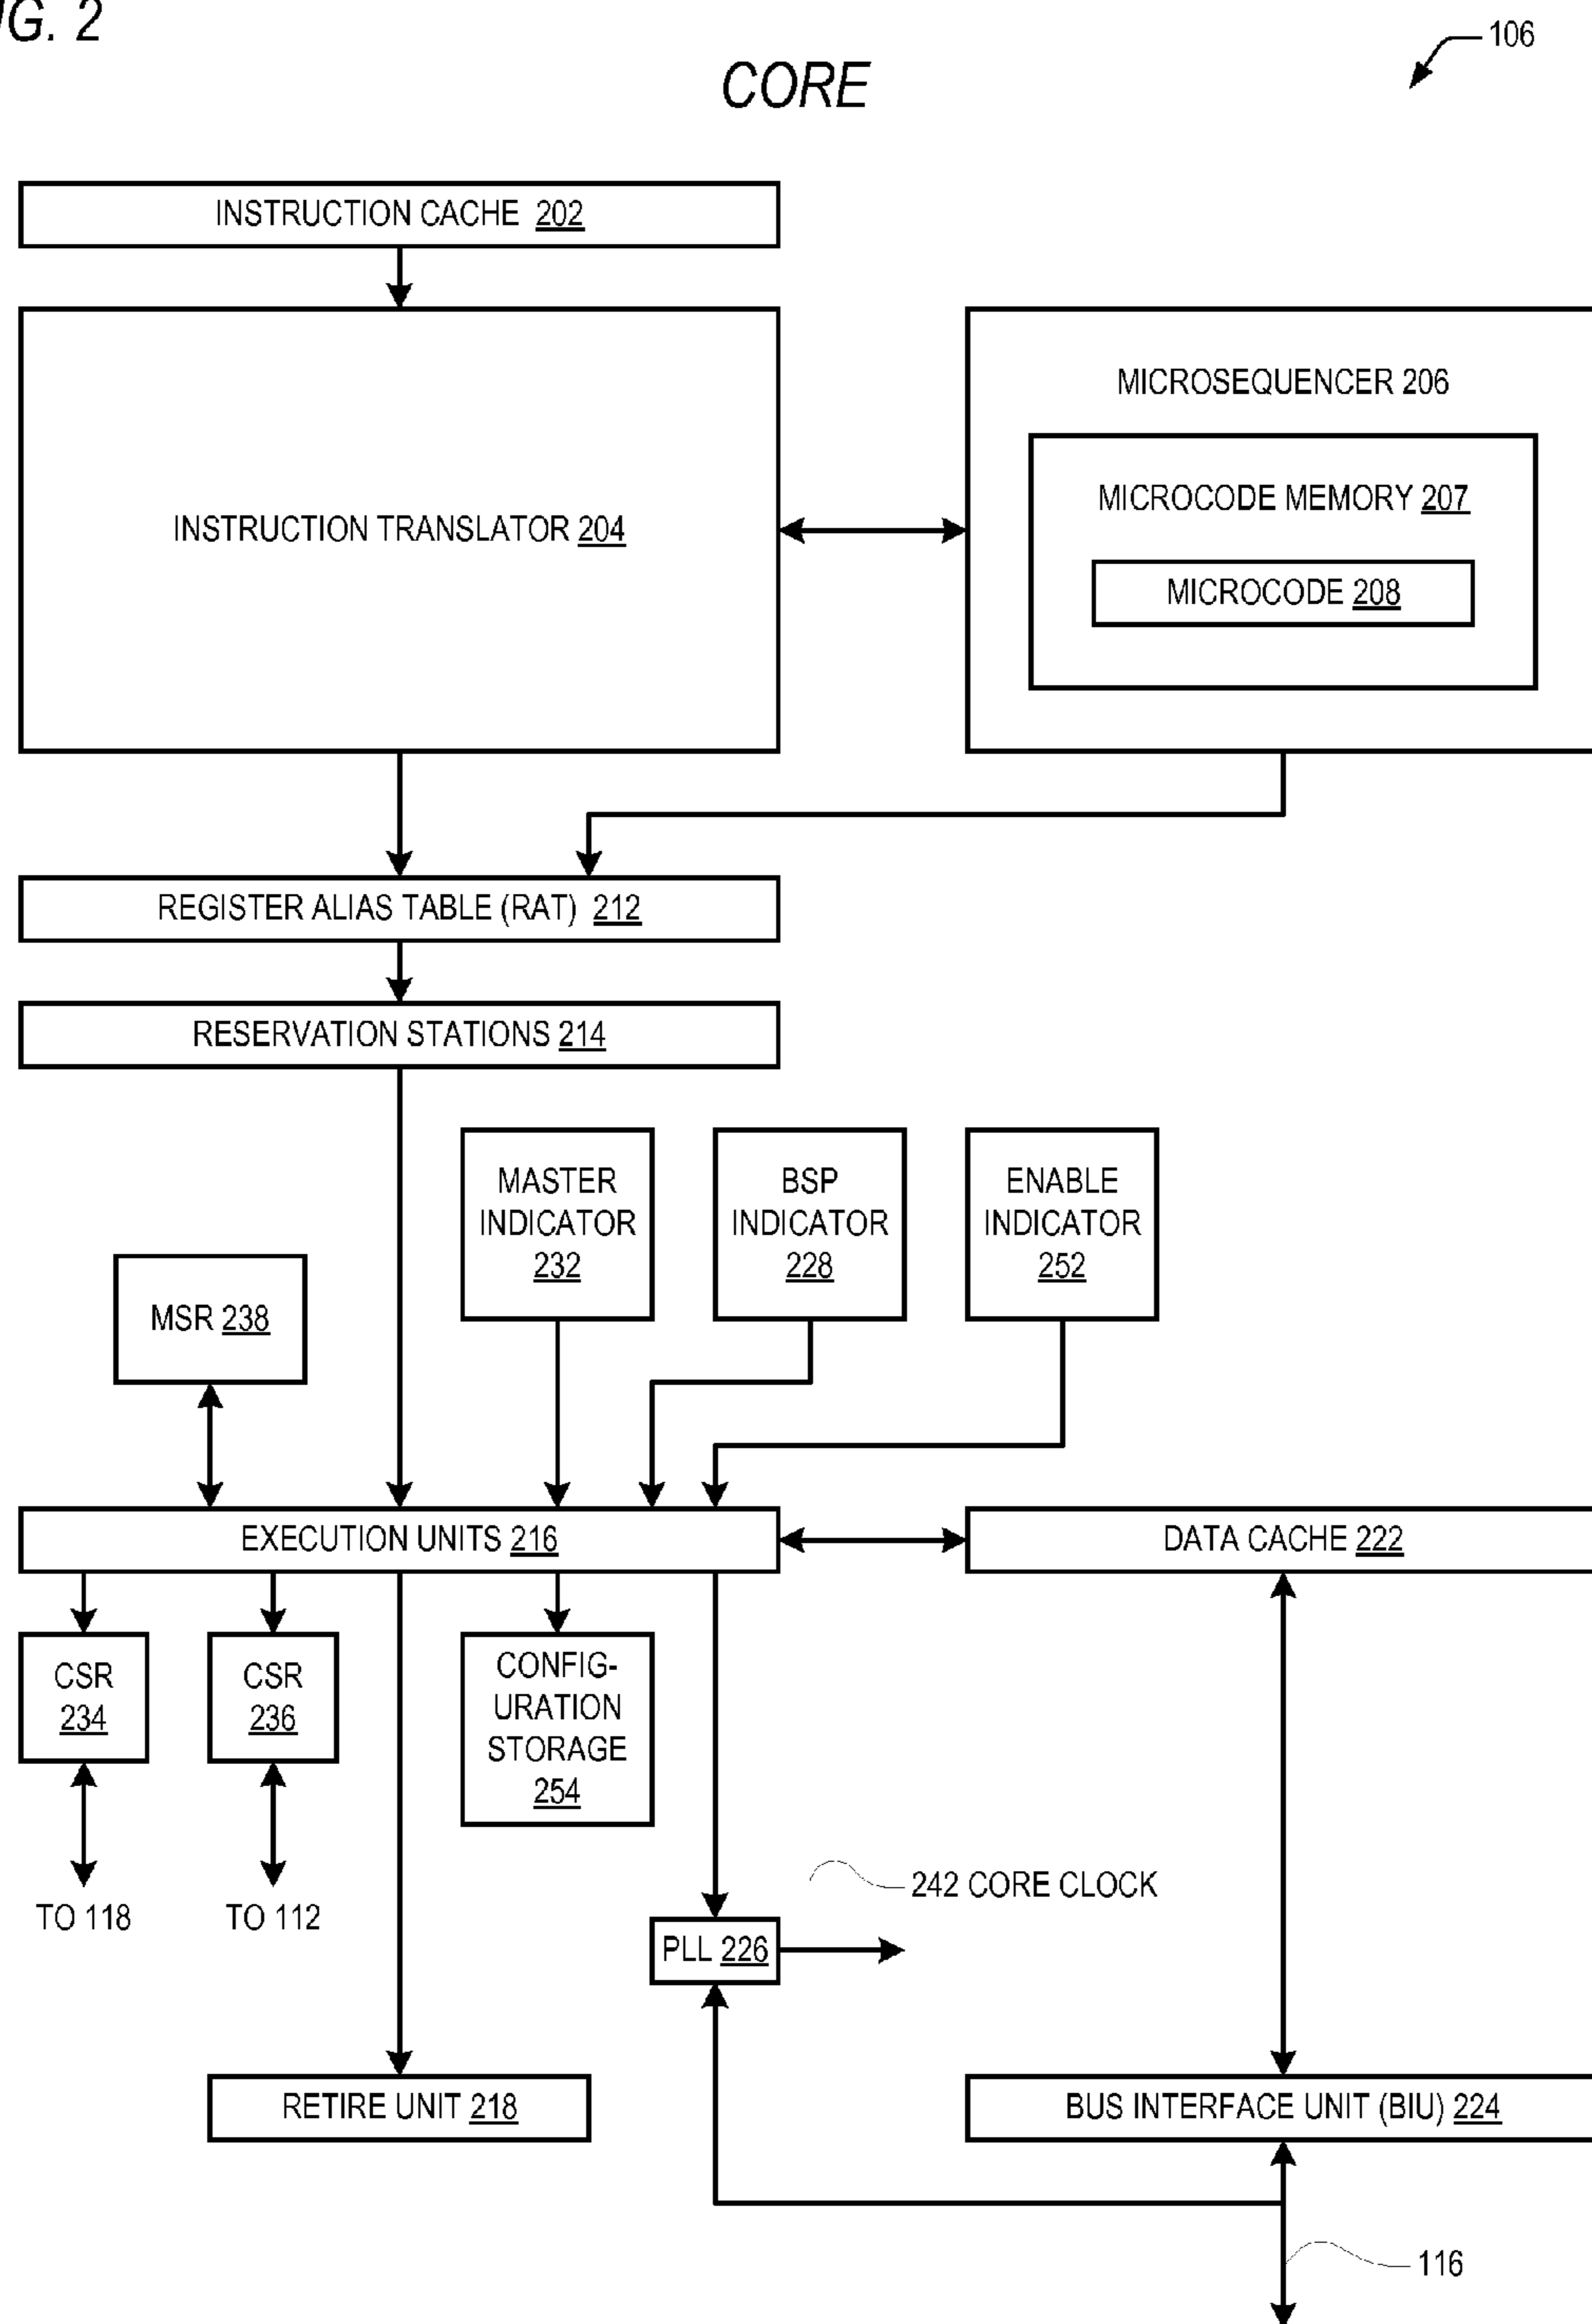 IG. 2
106
CORE
INSTRUCTION CACHE 202
INSTRUCTION TRANSLATOR 204
MICROSEQUENCER 206
MICROCODE MEMORY 207
MICROCODE 208
REGISTER ALIAS TABLE (RAT) 212
RESERVATION STATIONS 214
MASTER
INDICATOR
232
BSP
INDICATOR
228
ENABLE
INDICATOR
252
MSR 238
EXECUTION UNITS 216
DATA CACHE 222
CSR
234
CSR
236
CONFIG-
URATION
STORAGE
254
TO 118
TO 112
242 CORE CLOCK
PLL 226
RETIRE UNIT 218
BUS INTERFACE UNIT (BIU) 224
116